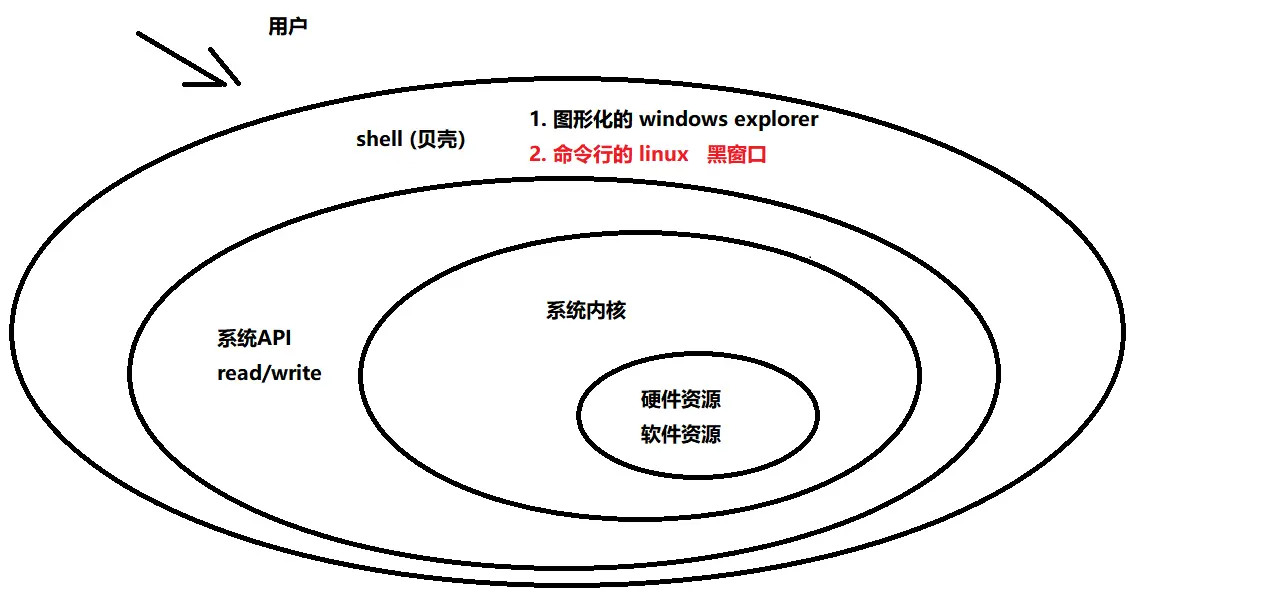 用户
shell (贝壳)
1. 图形化的 windows explorer
2. 命令行的 linux 黑窗口
系统内核
系统API
read/write
硬件资源
软件资源